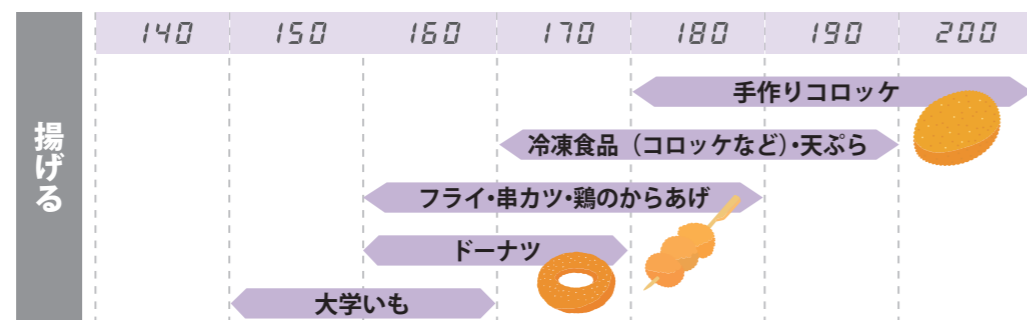 揚げる
140 150 160 170 180 190 200
手作りコロッケ
冷凍食品（コロッケなど）・天ぷら
フライ・串カツ・鶏のからあげ
ドーナツ
大学いも